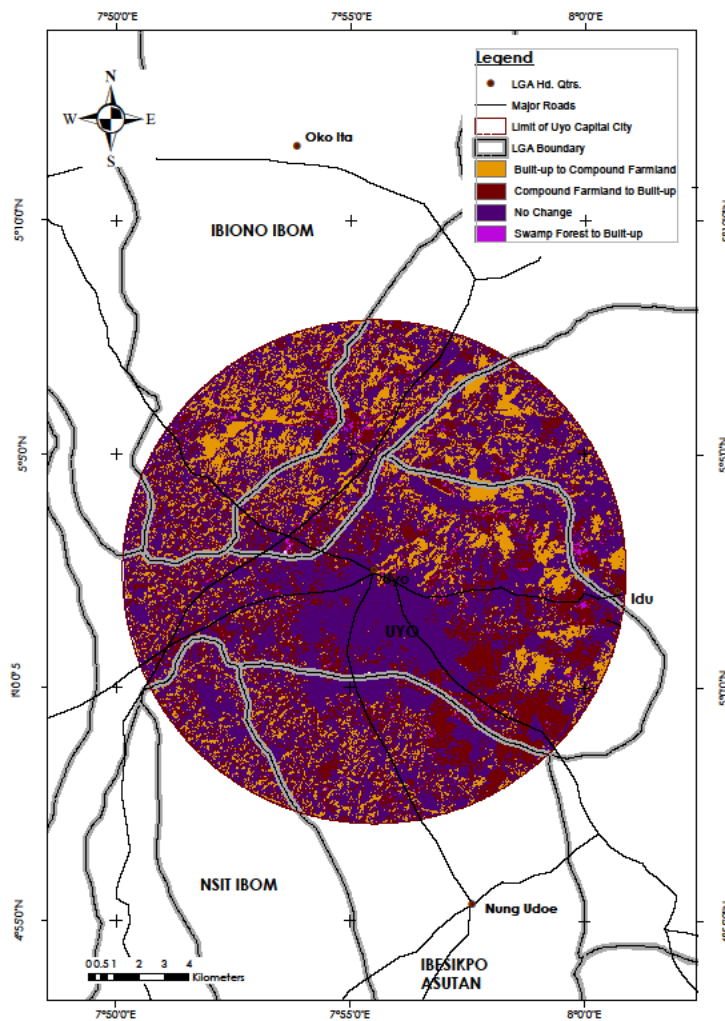 7°50'0"E 7°55'0"E 8°0'0"E
Legend
LGA Hd. Qtrs.
Major Roads
Limit of Uyo Capital City
LGA Boundary
Built-up to Compound Farmland
Compound Farmland to Built-up
No Change
Swamp Forest to Built-up
N
W E
S
Oko Ita
5°10'0"N
IBIONO IBOM
5°5'0"N 5°5'0"N
Uyo
Idu
UYO
5°0'0"N
NSIT IBOM
Nung Udoe
4°55'0"N
IBESIKPO
ASUTAN
0 0.5 1 2 3 4
Kilometers
7°50'0"E 7°55'0"E 8°0'0"E